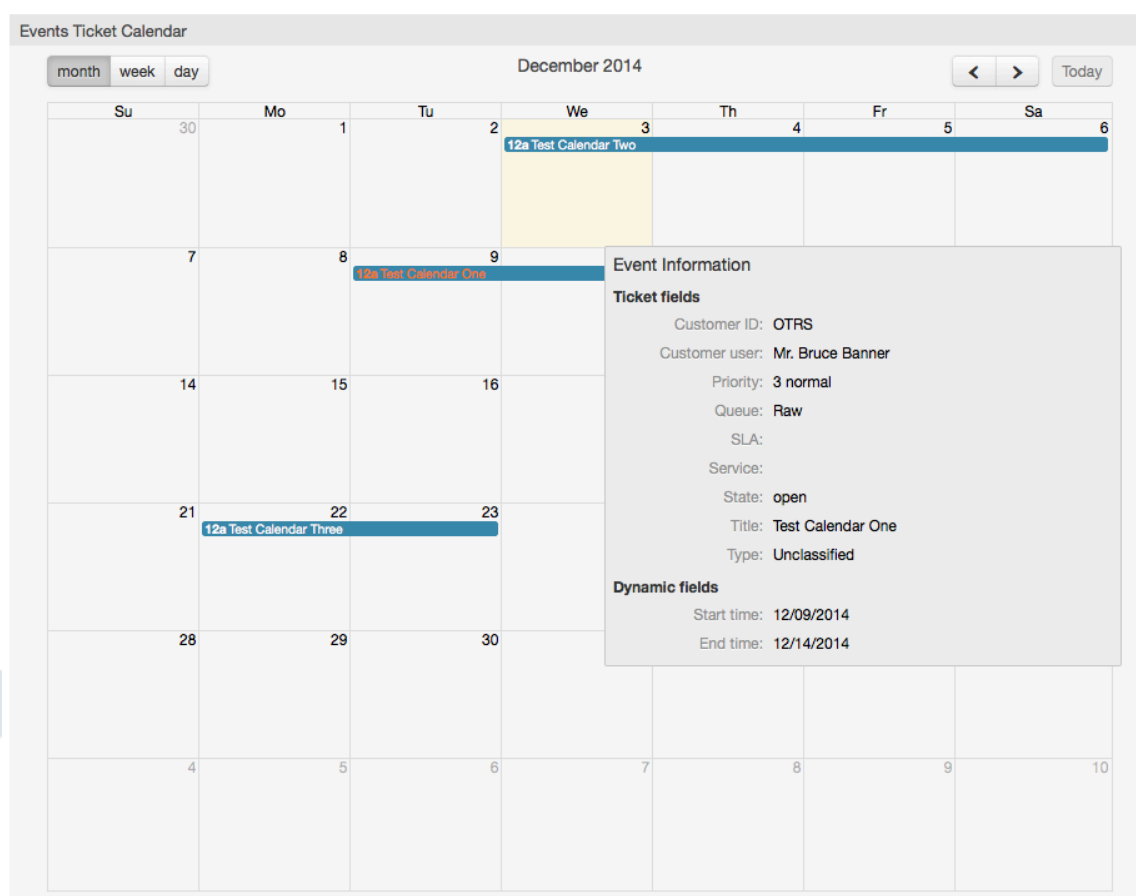 Events Ticket Calendar
month week day December 2014 Today
Su Mo Tu We Th Fr Sa
30 1 2 3 4 5 6
12a Test Calendar Two
7 8 9
12a Test Calendar One
Event Information
Ticket fields
Customer ID: OTRS
Customer user: Mr. Bruce Banner
Priority: 3 normal
14 15 16
Queue: Raw
SLA:
Service:
State: open
21 22 23
12a Test Calendar Three
Title: Test Calendar One
Type: Unclassified
Dynamic fields
Start time: 12/09/2014
28 29 30
End time: 12/14/2014
4 5 6 7 8 9 10